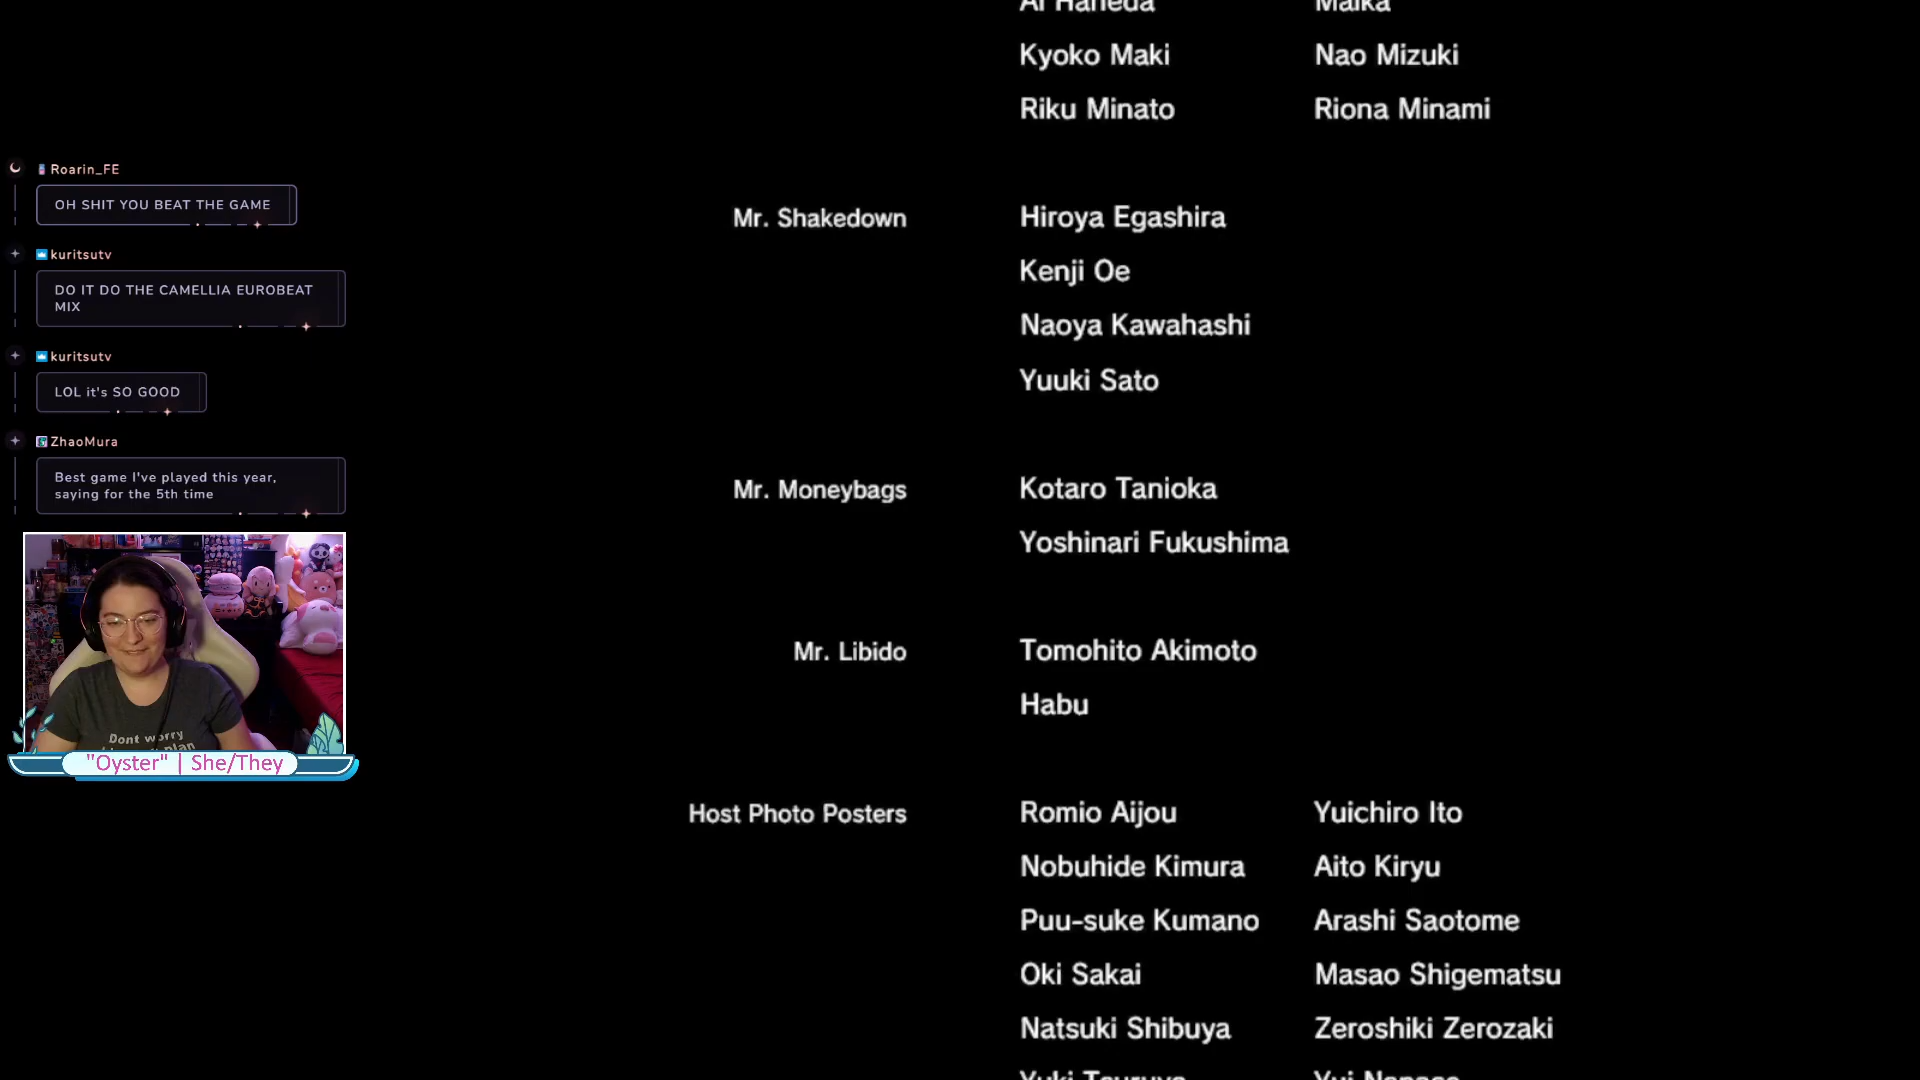 Kyoko Maki Nao Mizuki
Riku Minato Riona Minami
Mr. Shakedown Hiroya Egashira
Kenji Oe
Naoya Kawahashi
Yuuki Sato
Mr. Moneybags Kotaro Tanioka
Yoshinari Fukushima
Mr. Libido Tomohito Akimoto
Habu
Host Photo Posters Romio Aijou Yuichiro Ito
Nobuhide Kimura Aito Kiryu
Puu-suke Kumano Arashi Saotome
Oki Sakai Masao Shigematsu
Natsuki Shibuya Zeroshiki Zerozaki
Roarin_FE
OH SHIT YOU BEAT THE GAME
kuritsutv
DO IT DO THE CAMELLIA EUROBEAT
MIX
kuritsutv
LOL it's SO GOOD
ZhaoMura
Best game I've played this year,
saying for the 5th time
Dont worry
plan
"Oyster" | She/They